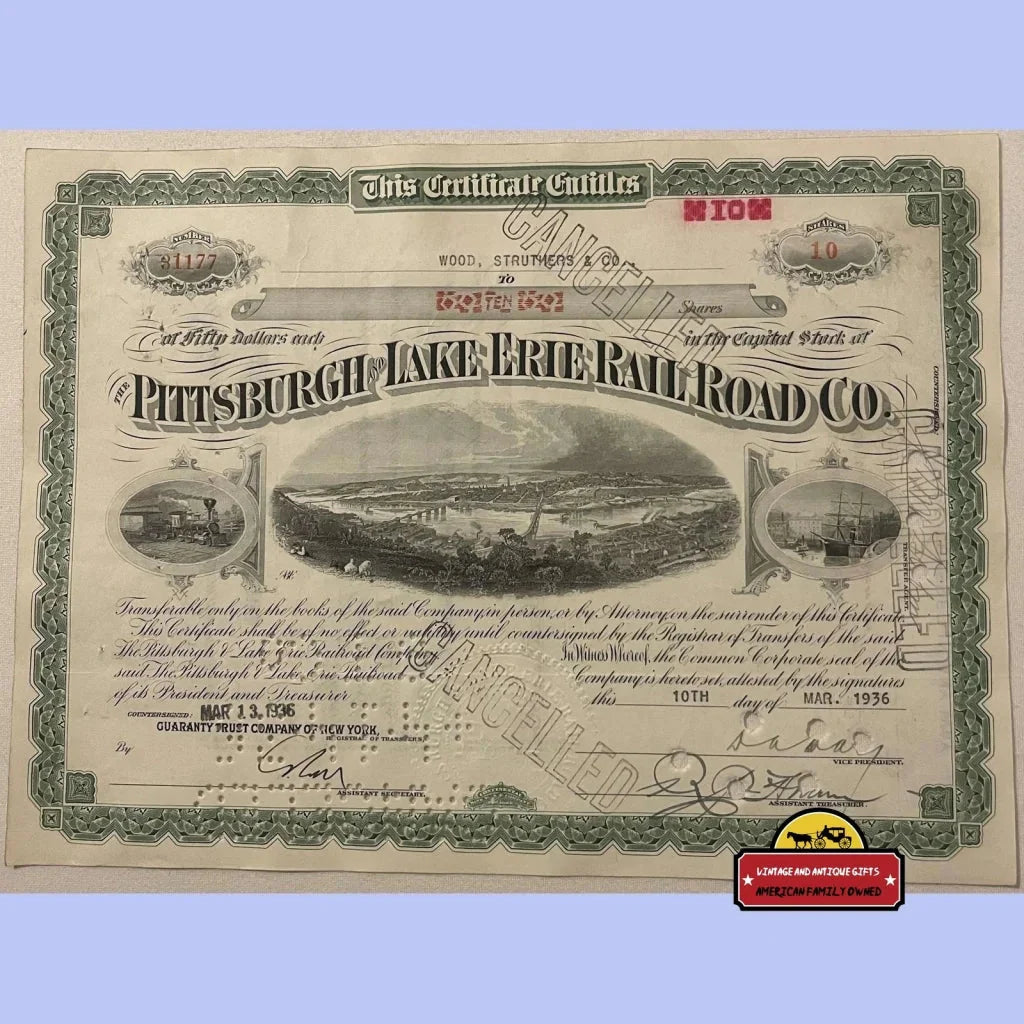 This Certificate Entitles
NUMBER
31177
10
SHARES
10
WOOD, STRUTHERS & CO.
TO
TEN
Shares
of Fifty Dollars each
in the Capital Stock of
THE PITTSBURGH AND LAKE ERIE RAIL ROAD CO.
CANCELLED
COUNTERSIGNED:
TRANSFER AGENT.
CANCELLED
Transferable only on the books of the said Company, in person, or by Attorney, on the surrender of this Certificate
This Certificate shall be of no effect or validity until countersigned by the Registrar of Transfers of the said
The Pittsburgh & Lake Erie Railroad Company
In Witness Whereof, the Common Corporate seal of the
said The Pittsburgh & Lake Erie Railroad
Company is hereto set, attested by the signatures
of its President and Treasurer
this 10TH day of MAR. 1936
CANCELLED
COUNTERSIGNED: MAR 13, 1936
GUARANTY TRUST COMPANY OF NEW YORK,
REGISTRAR OF TRANSFERS,
By
ASSISTANT SECRETARY.
VICE PRESIDENT.
ASSISTANT TREASURER.
VINTAGE AND ANTIQUE GIFTS
AMERICAN FAMILY OWNED